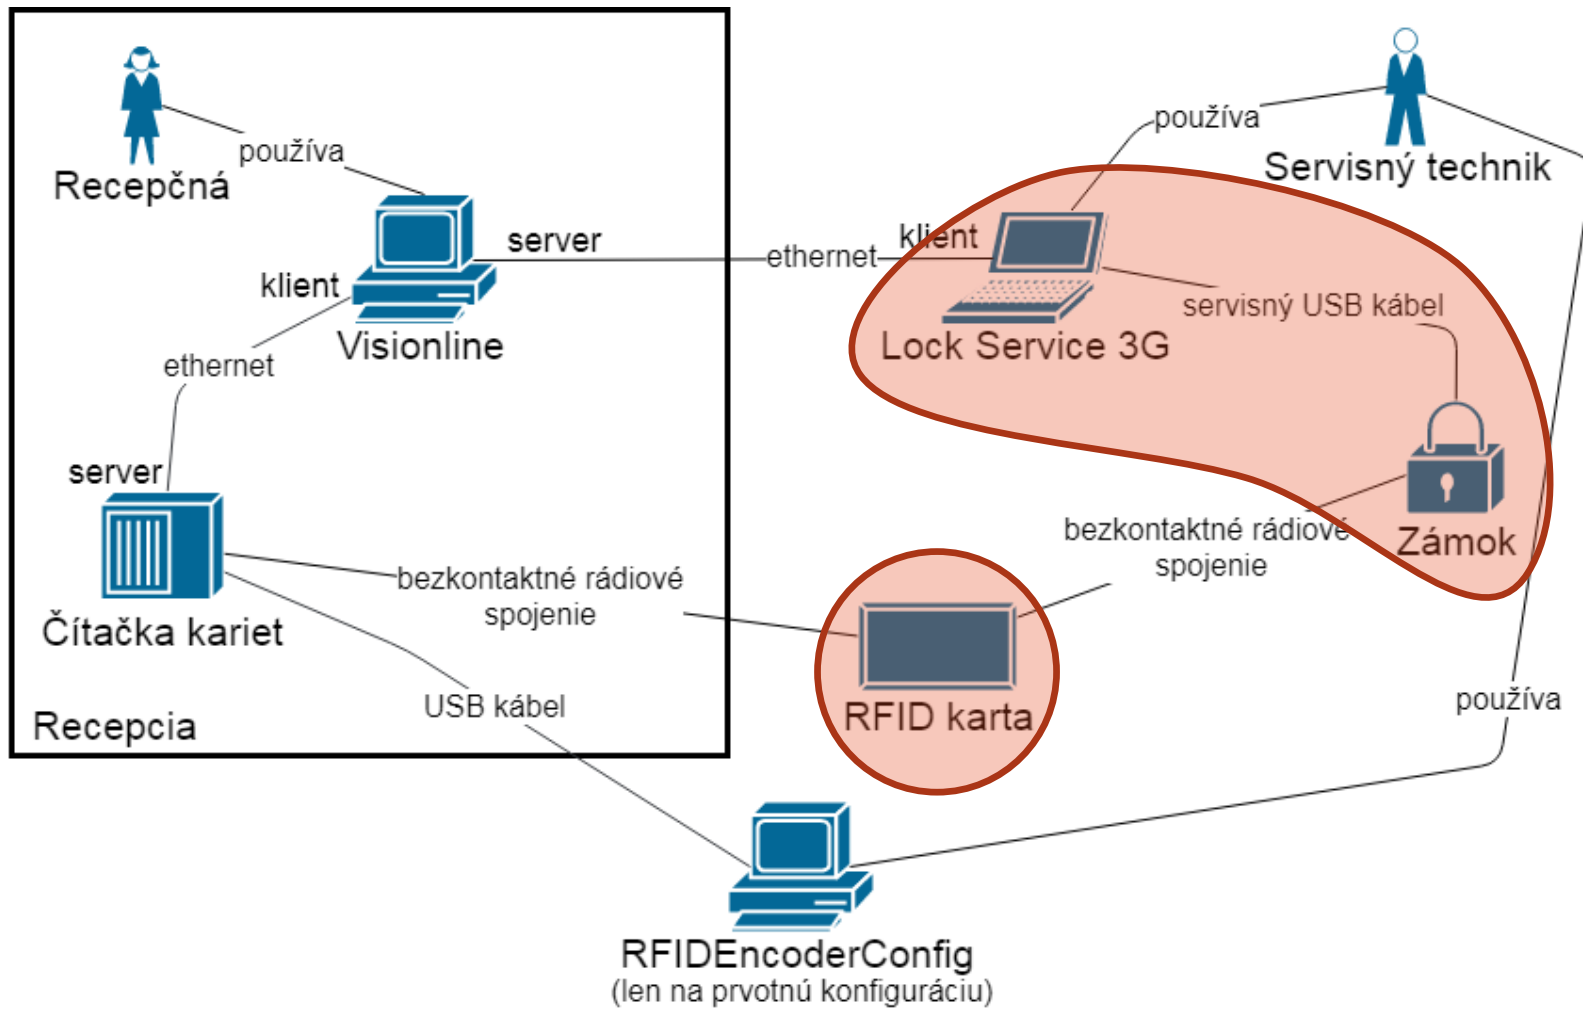 Recepčná
používa
používa
Servisný technik
server
klient
ethernet
klient
servisný USB kábel
Visionline
Lock Service 3G
ethernet
server
bezkontaktné rádiové
spojenie
Zámok
bezkontaktné rádiové
spojenie
Čítačka kariet
USB kábel
RFID karta
používa
Recepcia
RFIDEncoderConfig
(len na prvotnú konfiguráciu)